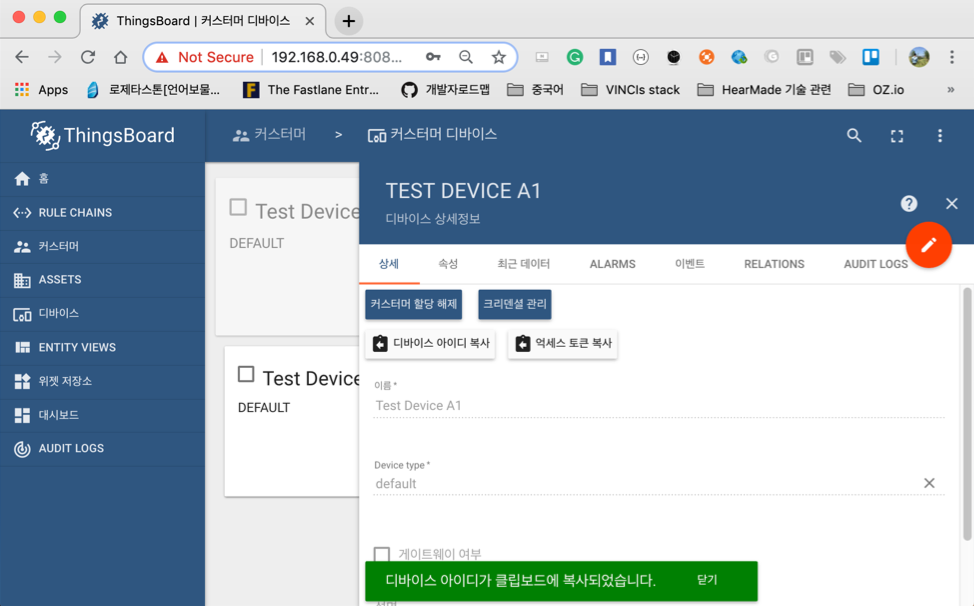 ThingsBoard | 커스터머 디바이스
Not Secure | 192.168.0.49:808...
Apps 로제타스톤[언어보물... The Fastlane Entr... 개발자로드맵 중국어 VINCIs stack HearMade 기술 관련 OZ.io »
ThingsBoard
커스터머 > 커스터머 디바이스
홈
RULE CHAINS
커스터머
ASSETS
디바이스
ENTITY VIEWS
위젯 저장소
대시보드
AUDIT LOGS
Test Device
DEFAULT
Test Device
DEFAULT
TEST DEVICE A1
디바이스 상세정보
상세 속성 최근 데이터 ALARMS 이벤트 RELATIONS AUDIT LOGS
커스터머 할당 해제 크리덴셜 관리
디바이스 아이디 복사 억세스 토큰 복사
이름 *
Test Device A1
Device type *
default
게이트웨이 여부
디바이스 아이디가 클립보드에 복사되었습니다. 닫기